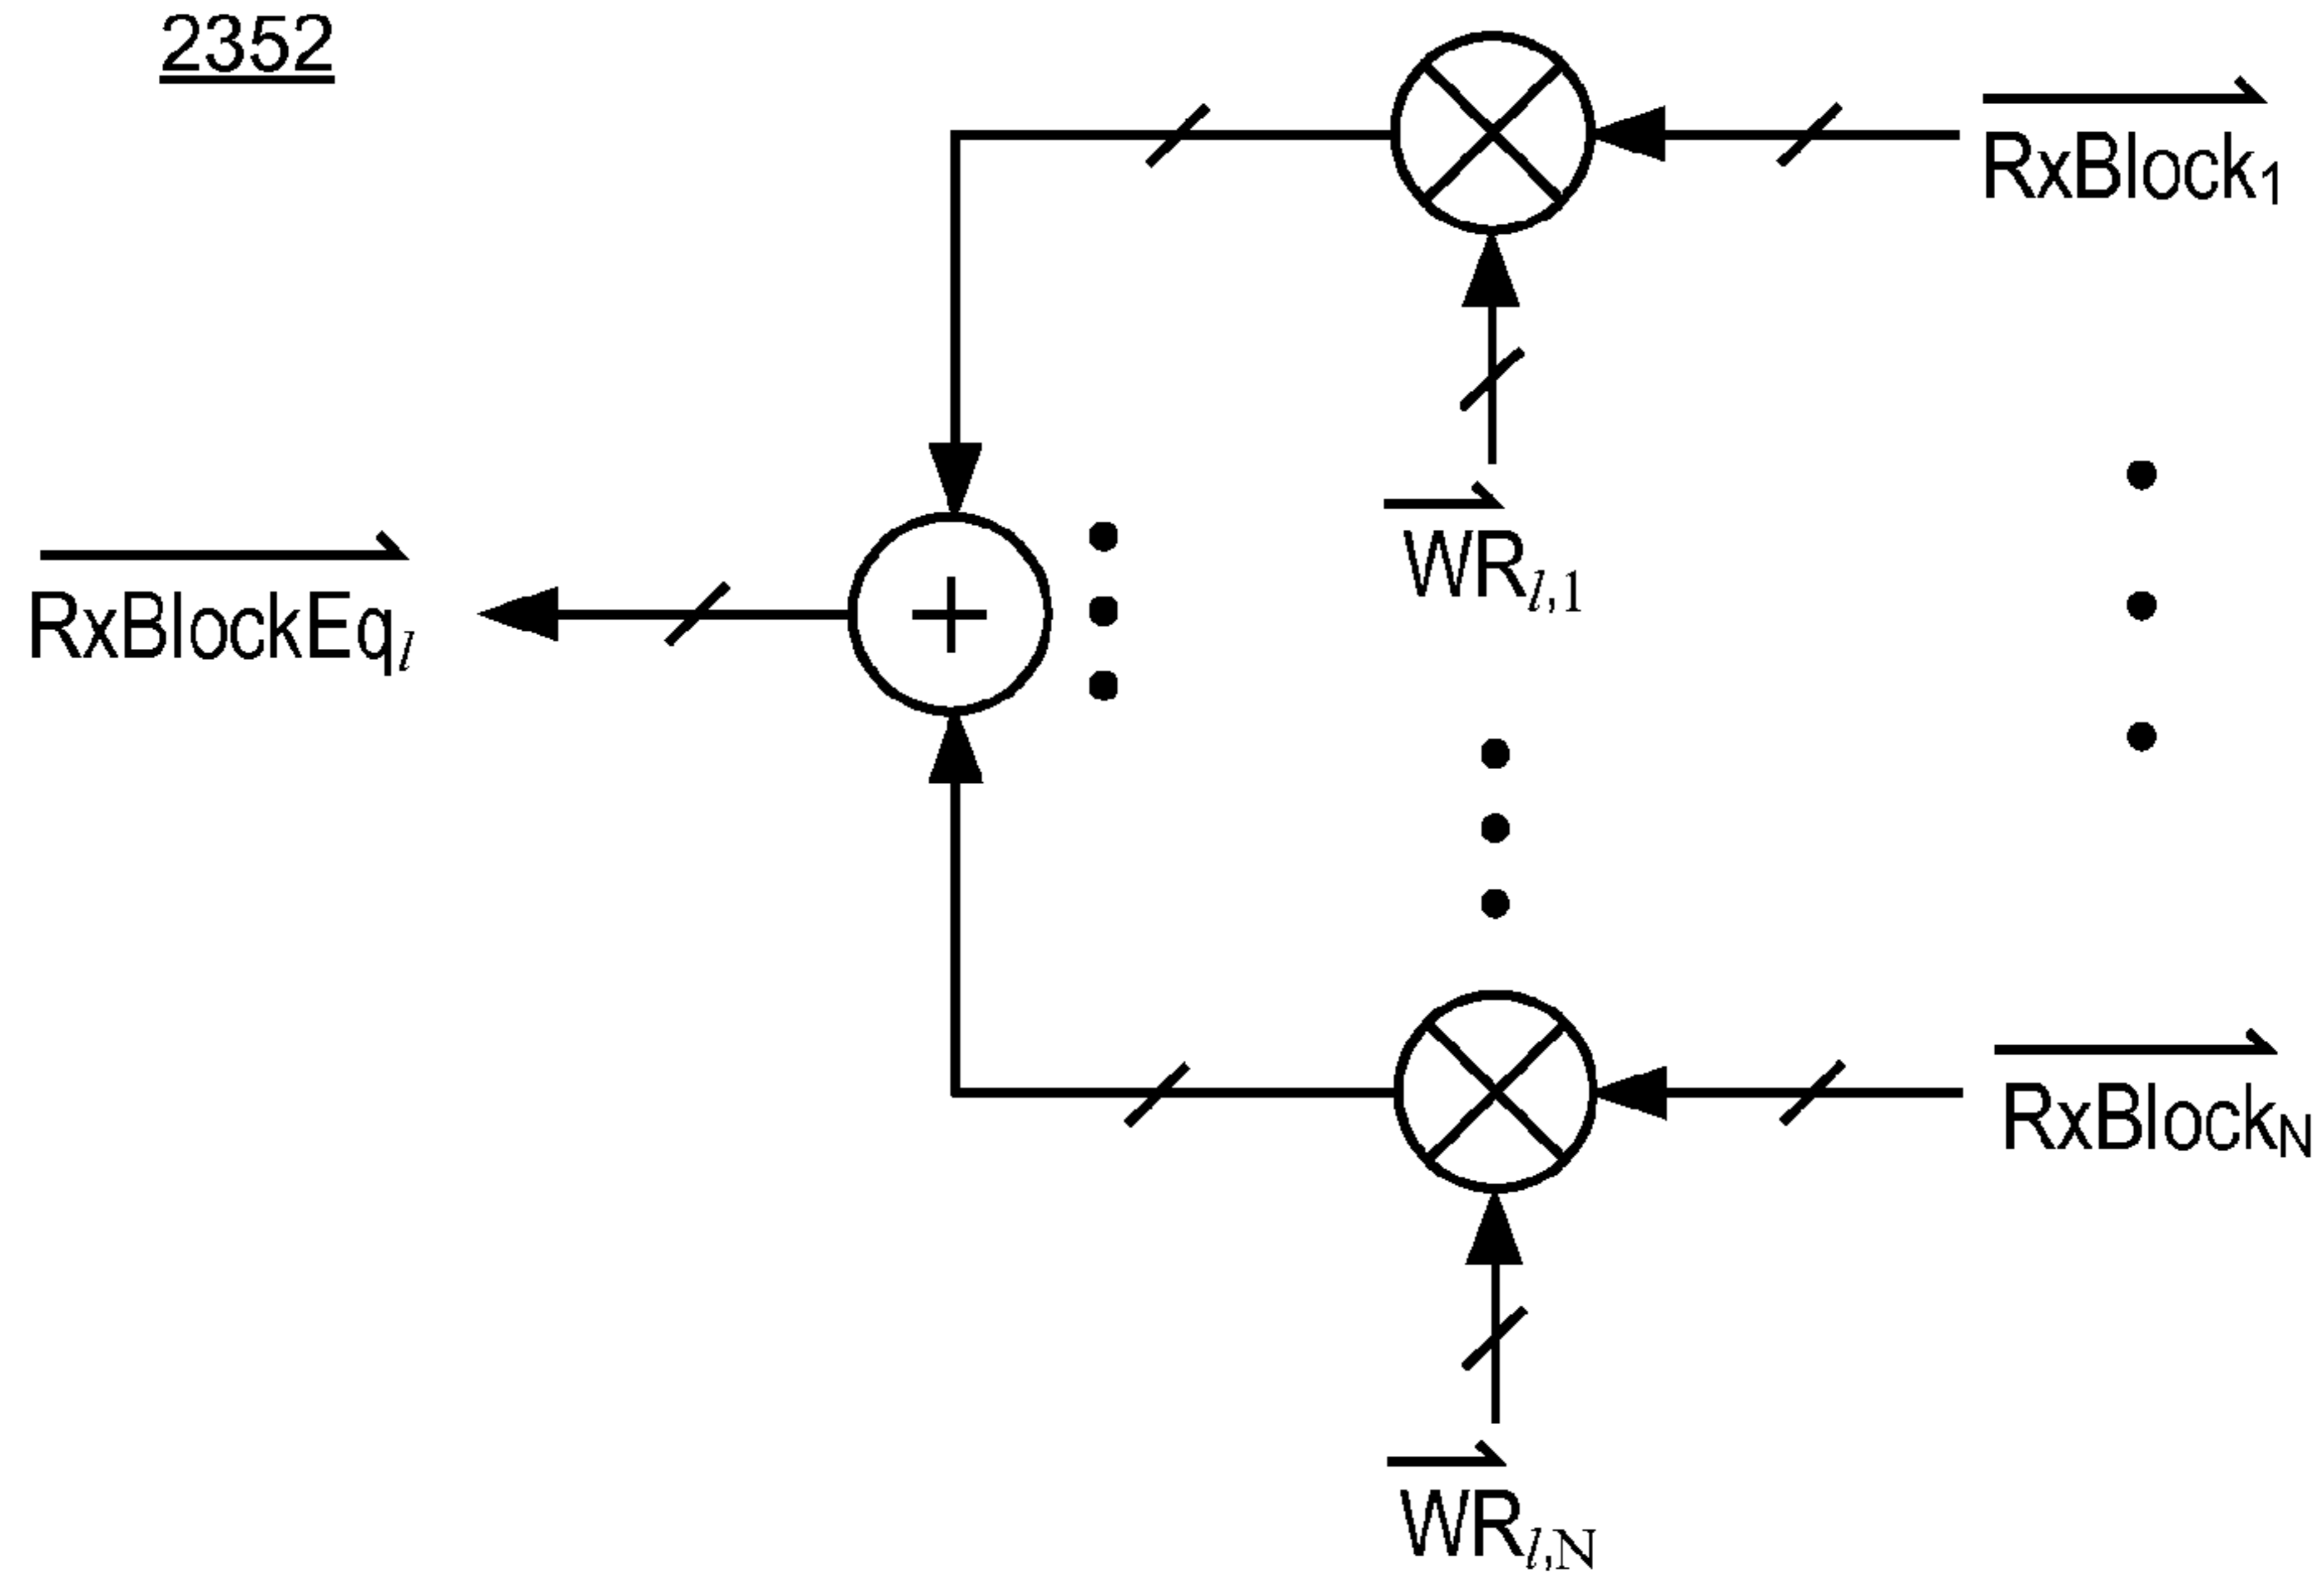 2352
RxBlock₁
WRₗ,₁
RxBlockEqₗ
RxBlockN
WRₗ,N